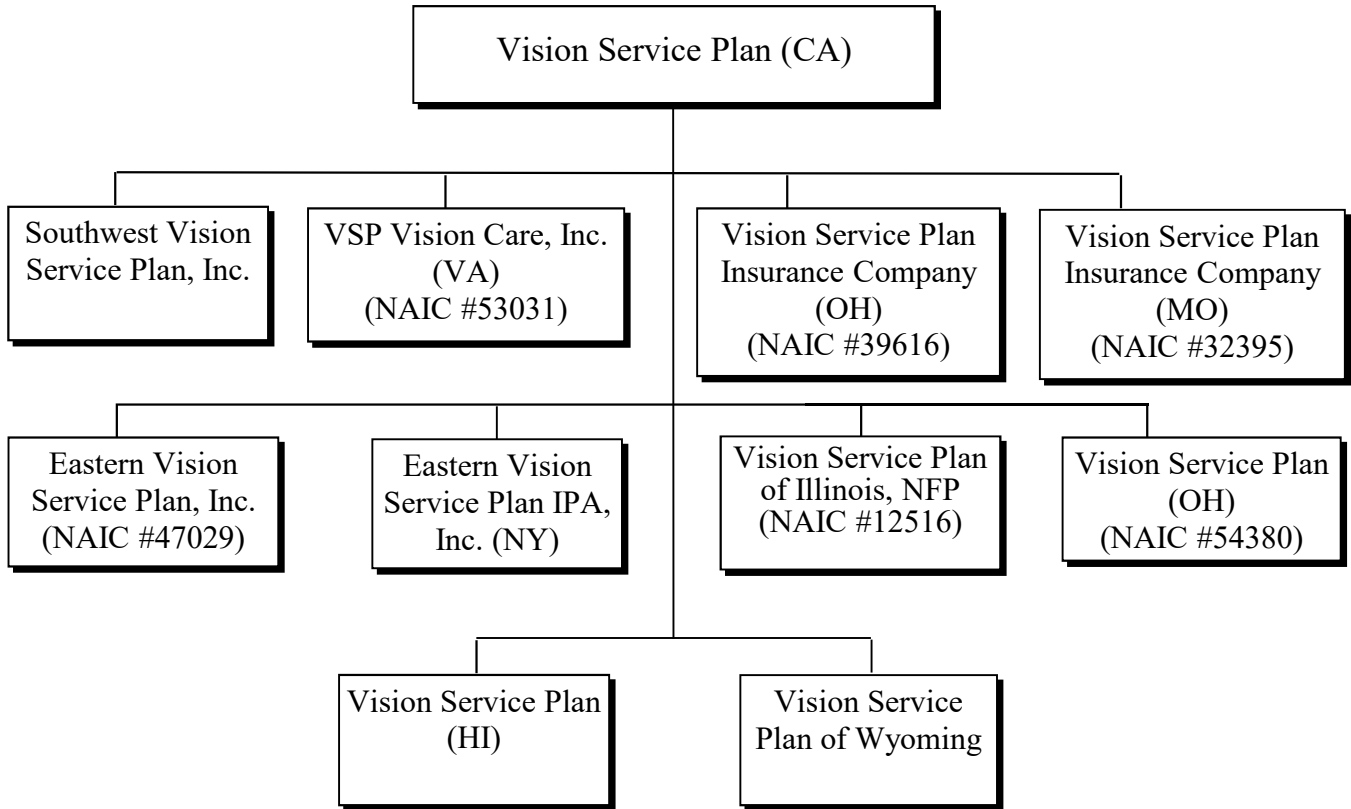 Vision Service Plan (CA)
Southwest Vision
Service Plan, Inc.
VSP Vision Care, Inc.
(VA)
(NAIC #53031)
Vision Service Plan
Insurance Company
(OH)
(NAIC #39616)
Vision Service Plan
Insurance Company
(MO)
(NAIC #32395)
Eastern Vision
Service Plan, Inc.
(NAIC #47029)
Eastern Vision
Service Plan IPA,
Inc. (NY)
Vision Service Plan
of Illinois, NFP
(NAIC #12516)
Vision Service Plan
(OH)
(NAIC #54380)
Vision Service Plan
(HI)
Vision Service
Plan of Wyoming